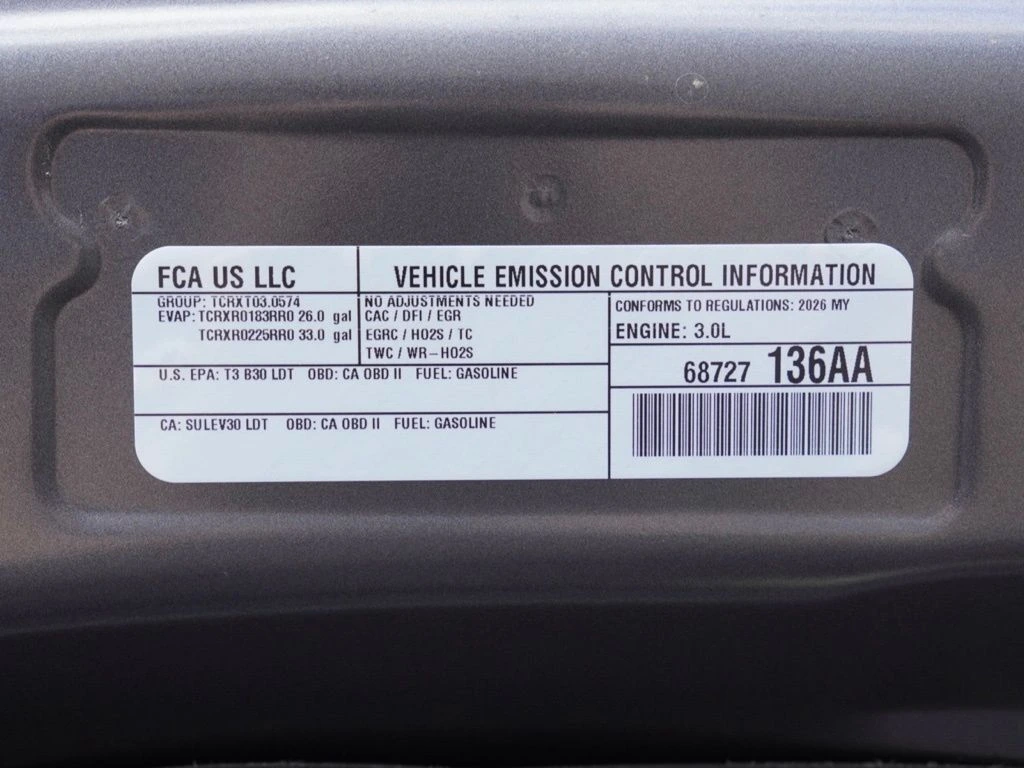 FCA US LLC
VEHICLE EMISSION CONTROL INFORMATION
GROUP: TCRXT03.0574
EVAP: TCRXR0183RR0 26.0 gal
TCRXR0225RR0 33.0 gal
NO ADJUSTMENTS NEEDED
CAC / DFI / EGR
EGRC / HO2S / TC
TWC / WR-HO2S
CONFORMS TO REGULATIONS: 2026 MY
ENGINE: 3.0L
68727 136AA
U.S. EPA: T3 B30 LDT OBD: CA OBD II FUEL: GASOLINE
CA: SULEV30 LDT OBD: CA OBD II FUEL: GASOLINE